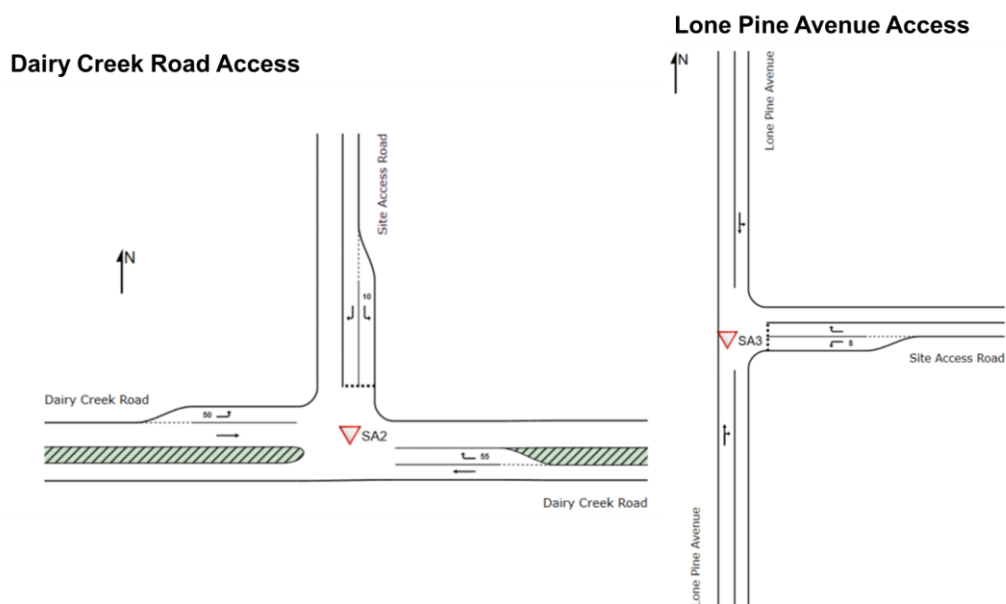 Lone Pine Avenue Access
Dairy Creek Road Access
N
Lone Pine Avenue
Site Access Road
N
10
SA3
8
Site Access Road
Dairy Creek Road
50
SA2
55
Dairy Creek Road
Lone Pine Avenue